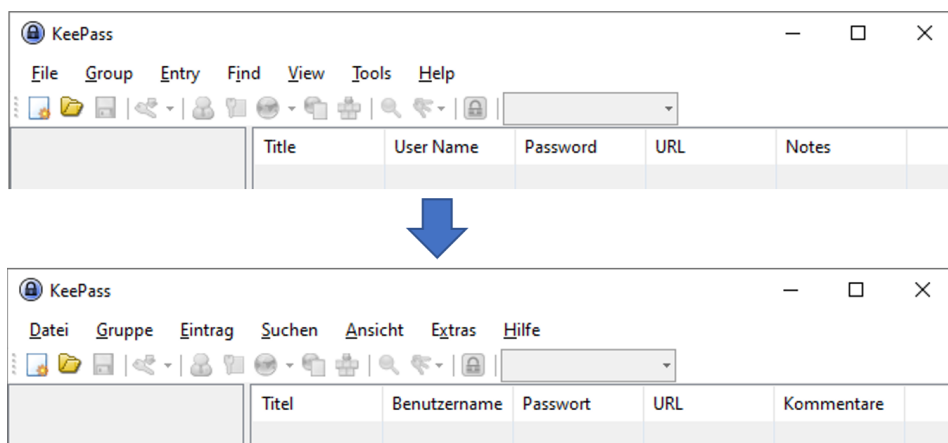 KeePass
File Group Entry Find View Tools Help
Title User Name Password URL Notes
KeePass
Datei Gruppe Eintrag Suchen Ansicht Extras Hilfe
Titel Benutzername Passwort URL Kommentare